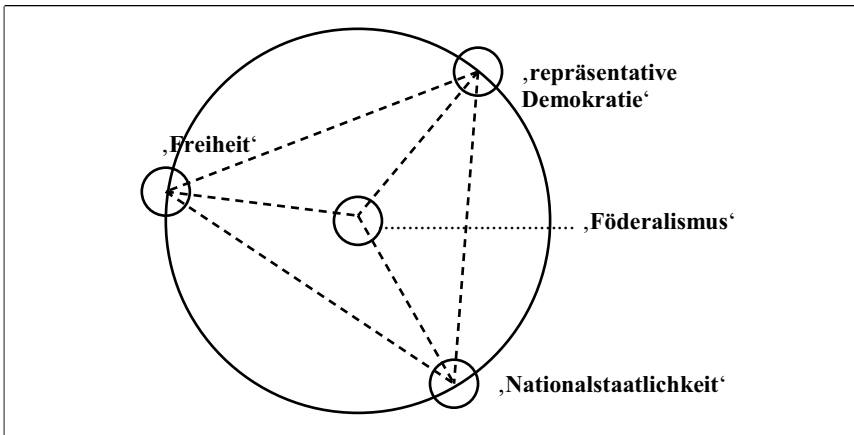 ‚repräsentative
Demokratie‘
‚Freiheit‘
‚Föderalismus‘
‚Nationalstaatlichkeit‘